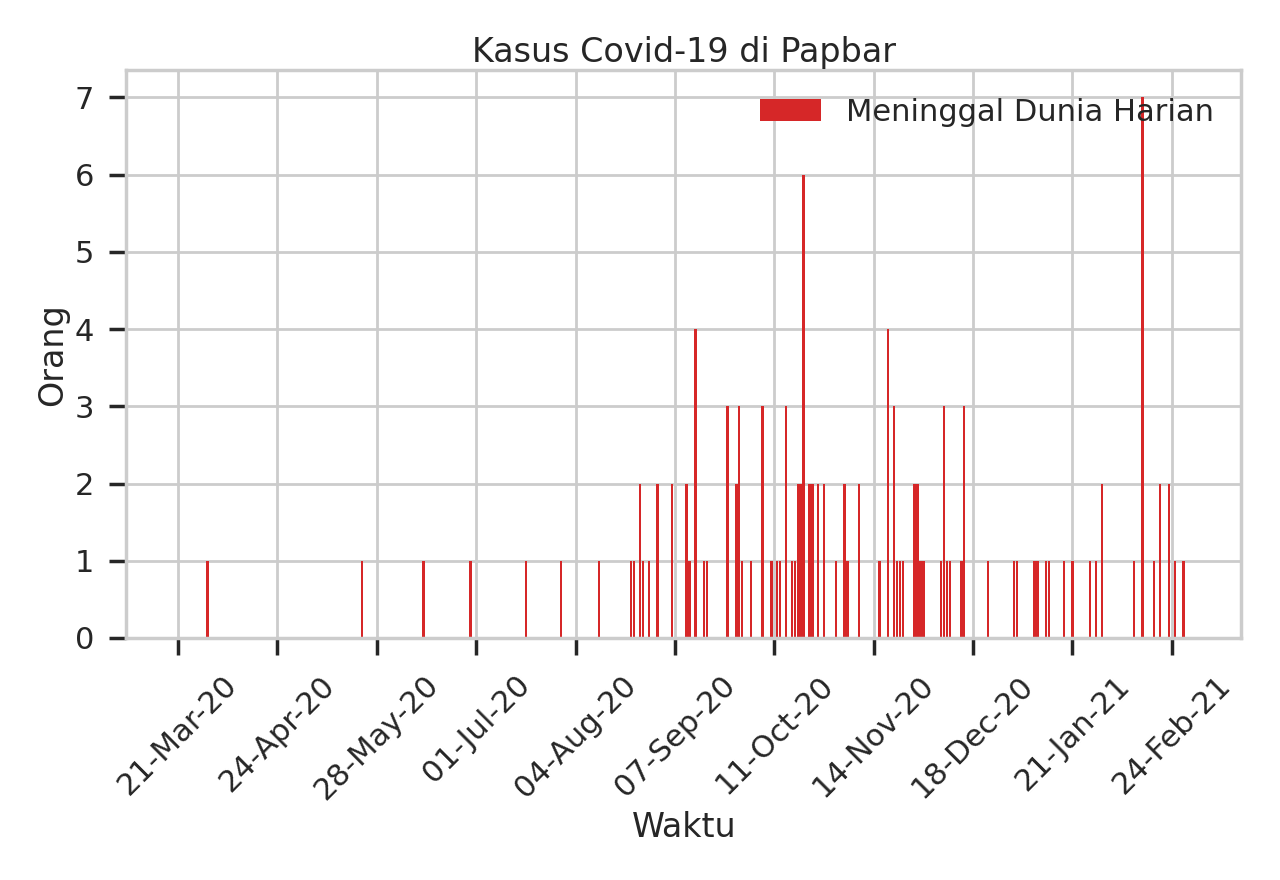 Kasus Covid-19 di Papbar
Meninggal Dunia Harian
Orang
7
6
5
4
3
2
1
0
21-Mar-20
24-Apr-20
28-May-20
01-Jul-20
04-Aug-20
07-Sep-20
11-Oct-20
14-Nov-20
18-Dec-20
21-Jan-21
24-Feb-21
Waktu